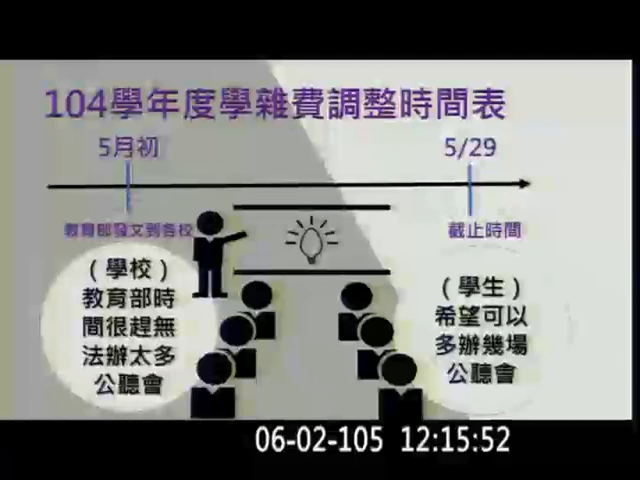 104學年度學雜費調整時間表
5月初
5/29
教育部發文到各校
截止時間
（學校）
教育部時
間很趕無
法辦太多
公聽會
（學生）
希望可以
多辦幾場
公聽會
06-02-105 12:15:52